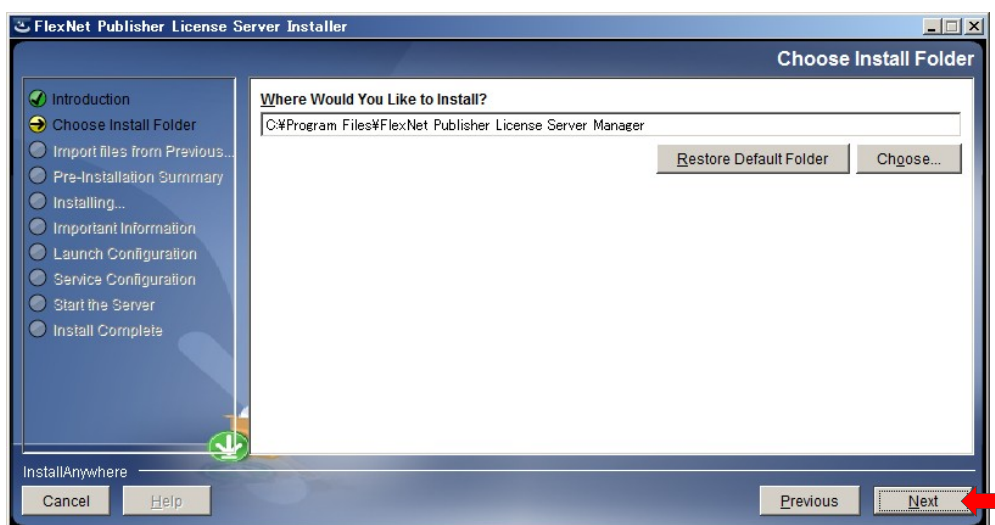 FlexNet Publisher License Server Installer
Choose Install Folder
Introduction
Choose Install Folder
Import files from Previous...
Pre-Installation Summary
Installing...
Important Information
Launch Configuration
Service Configuration
Start the Server
Install Complete
Where Would You Like to Install?
C:¥Program Files¥FlexNet Publisher License Server Manager
Restore Default Folder
Choose...
InstallAnywhere
Cancel
Help
Previous
Next